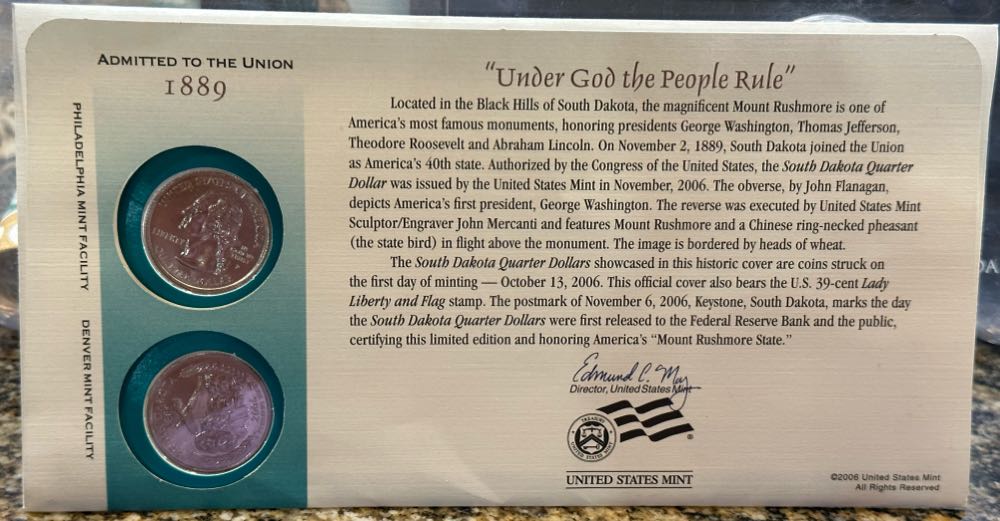 ADMITTED TO THE UNION
1889
PHILADELPHIA MINT FACILITY
DENVER MINT FACILITY
"Under God the People Rule"
Located in the Black Hills of South Dakota, the magnificent Mount Rushmore is one of
America's most famous monuments, honoring presidents George Washington, Thomas Jefferson,
Theodore Roosevelt and Abraham Lincoln. On November 2, 1889, South Dakota joined the Union
as America's 40th state. Authorized by the Congress of the United States, the South Dakota Quarter
Dollar was issued by the United States Mint in November, 2006. The obverse, by John Flanagan,
depicts America's first president, George Washington. The reverse was executed by United States Mint
Sculptor/Engraver John Mercanti and features Mount Rushmore and a Chinese ring-necked pheasant
(the state bird) in flight above the monument. The image is bordered by heads of wheat.
The South Dakota Quarter Dollars showcased in this historic cover are coins struck on
the first day of minting — October 13, 2006. This official cover also bears the U.S. 39-cent Lady
Liberty and Flag stamp. The postmark of November 6, 2006, Keystone, South Dakota, marks the day
the South Dakota Quarter Dollars were first released to the Federal Reserve Bank and the public,
certifying this limited edition and honoring America's "Mount Rushmore State."
Edmund C. Moy
Director, United States Mint
UNITED STATES MINT
©2006 United States Mint
All Rights Reserved
LIBERTY